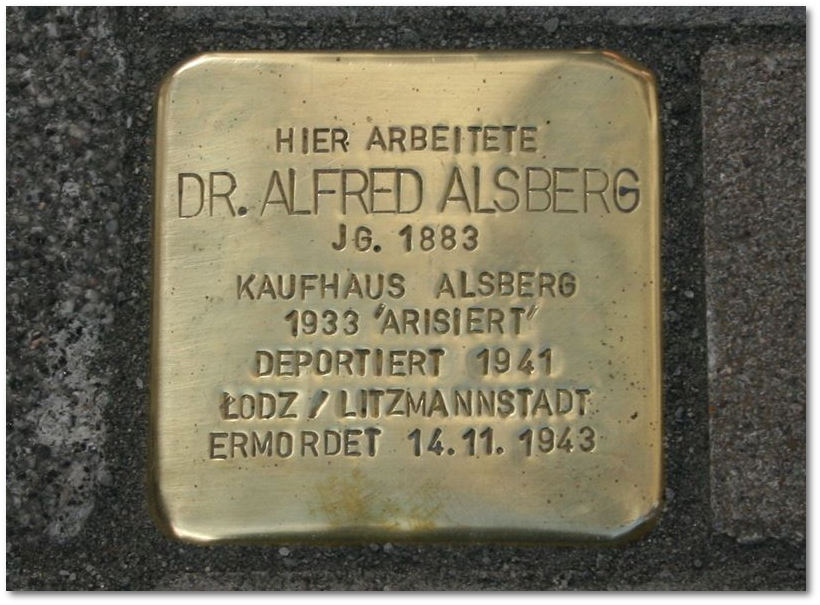 HIER ARBEITETE
DR. ALFRED ALSBERG
JG. 1883
KAUFHAUS ALSBERG
1933 "ARISIERT"
DEPORTIERT 1941
ŁODZ / LITZMANNSTADT
ERMORDET 14.11.1943